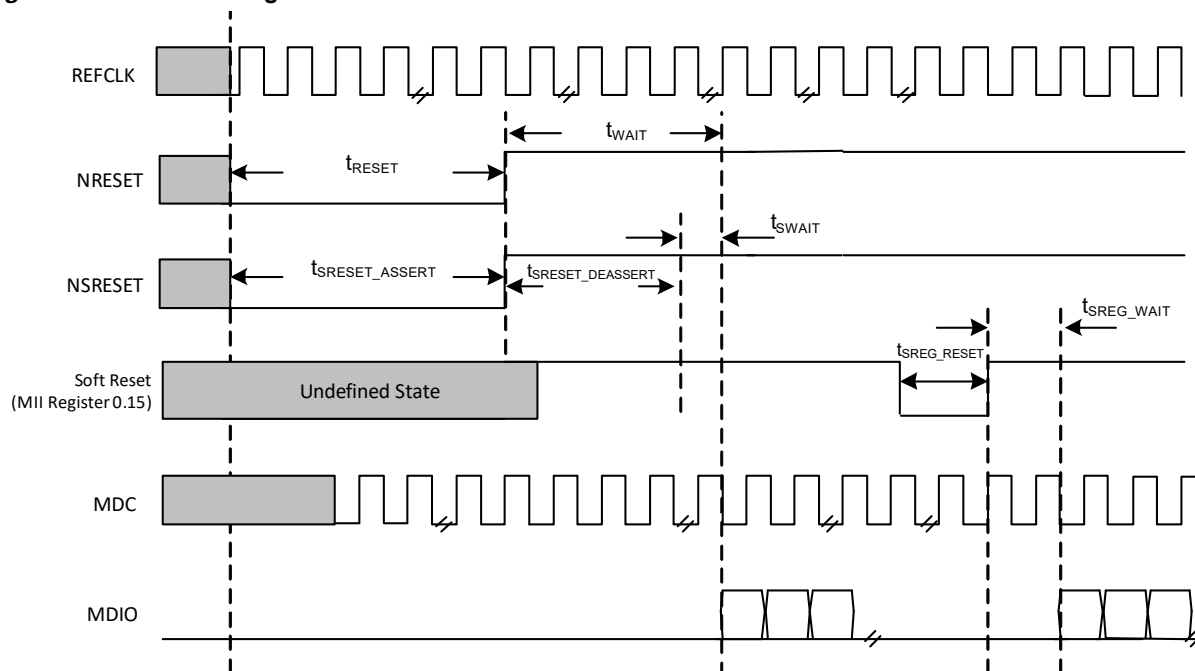 REFCLK
tWAIT
NRESET
tRESET
tSWAIT
NSRESET
tSRESET_ASSERT
tSRESET_DEASSERT
tSREG_WAIT
tSREG_RESET
Soft Reset
(MII Register 0.15)
Undefined State
MDC
MDIO